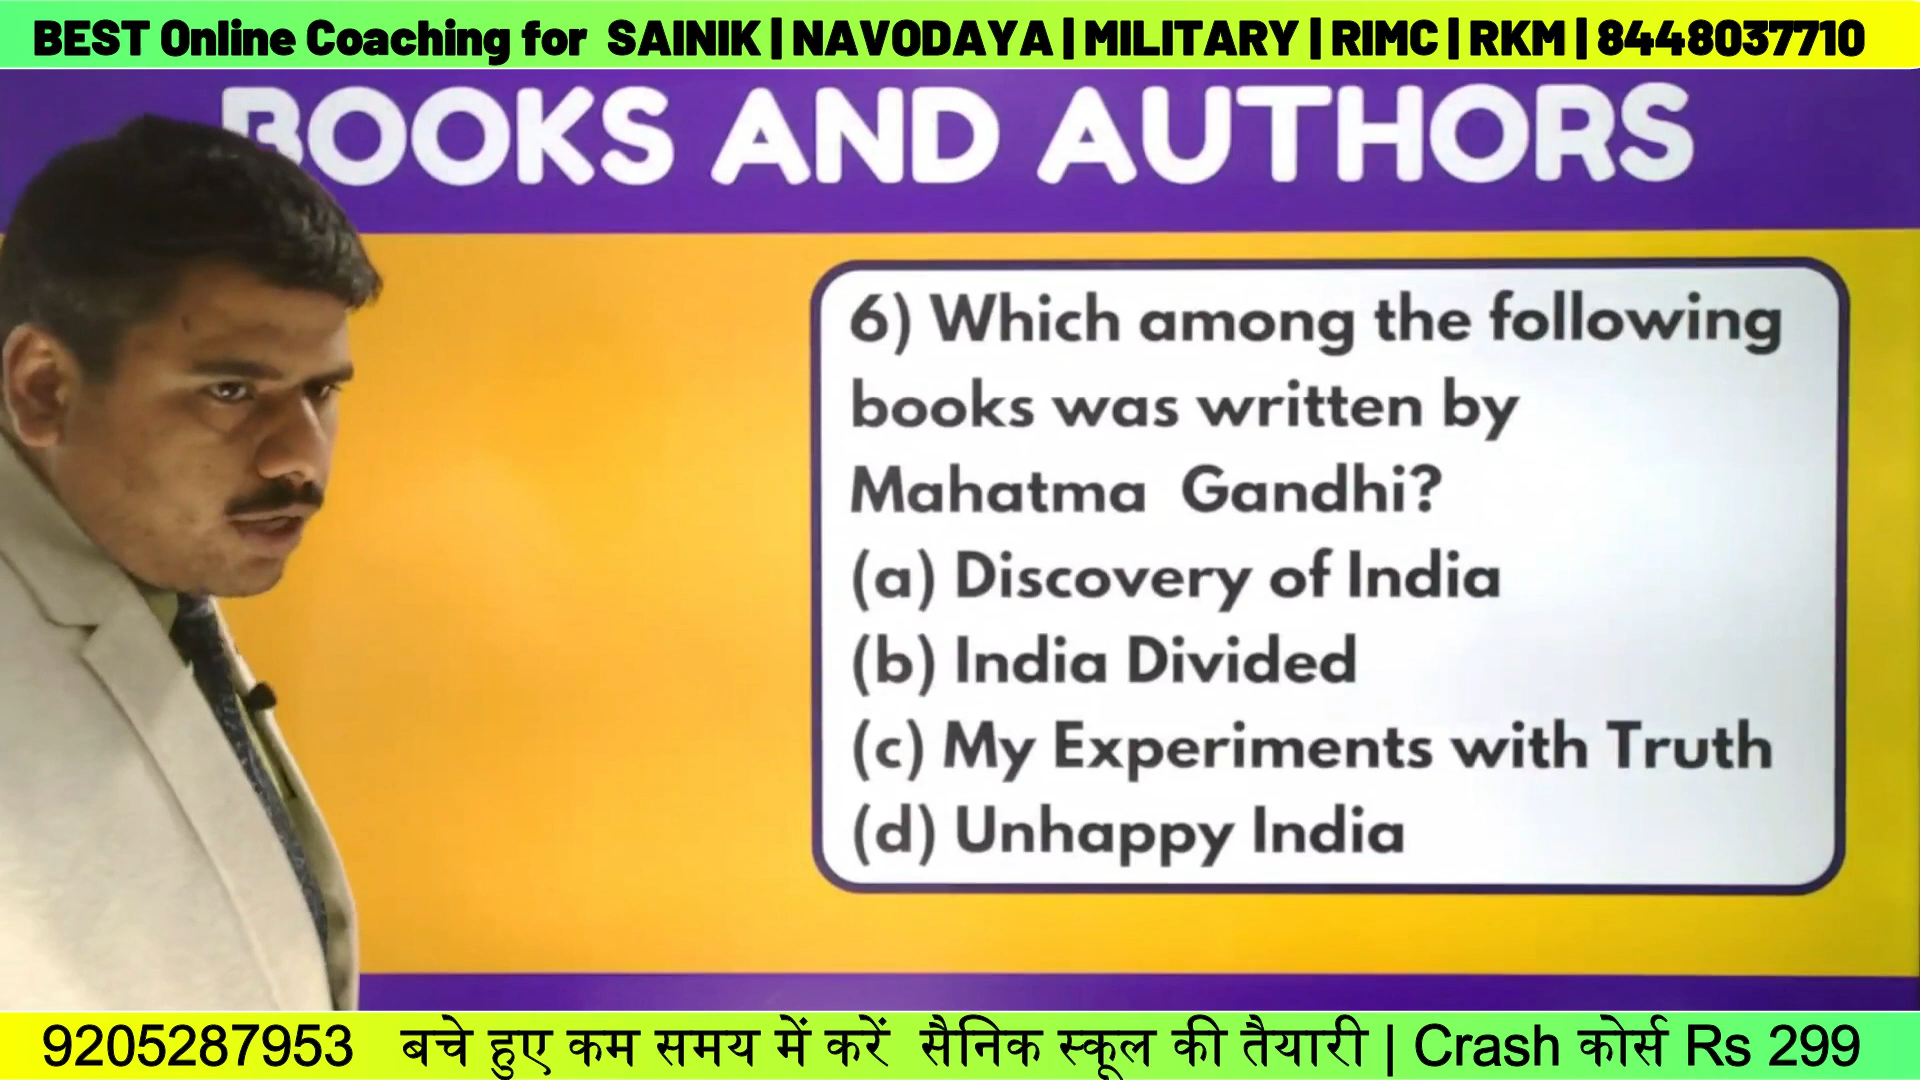 BEST Online Coaching for SAINIK | NAVODAYA | MILITARY | RIMC | RKM | 8448037710
BOOKS AND AUTHORS
6) Which among the following
books was written by
Mahatma Gandhi?
(a) Discovery of India
(b) India Divided
(c) My Experiments with Truth
(d) Unhappy India
9205287953 बचे हुए कम समय में करें सैनिक स्कूल की तैयारी | Crash कोर्स Rs 299